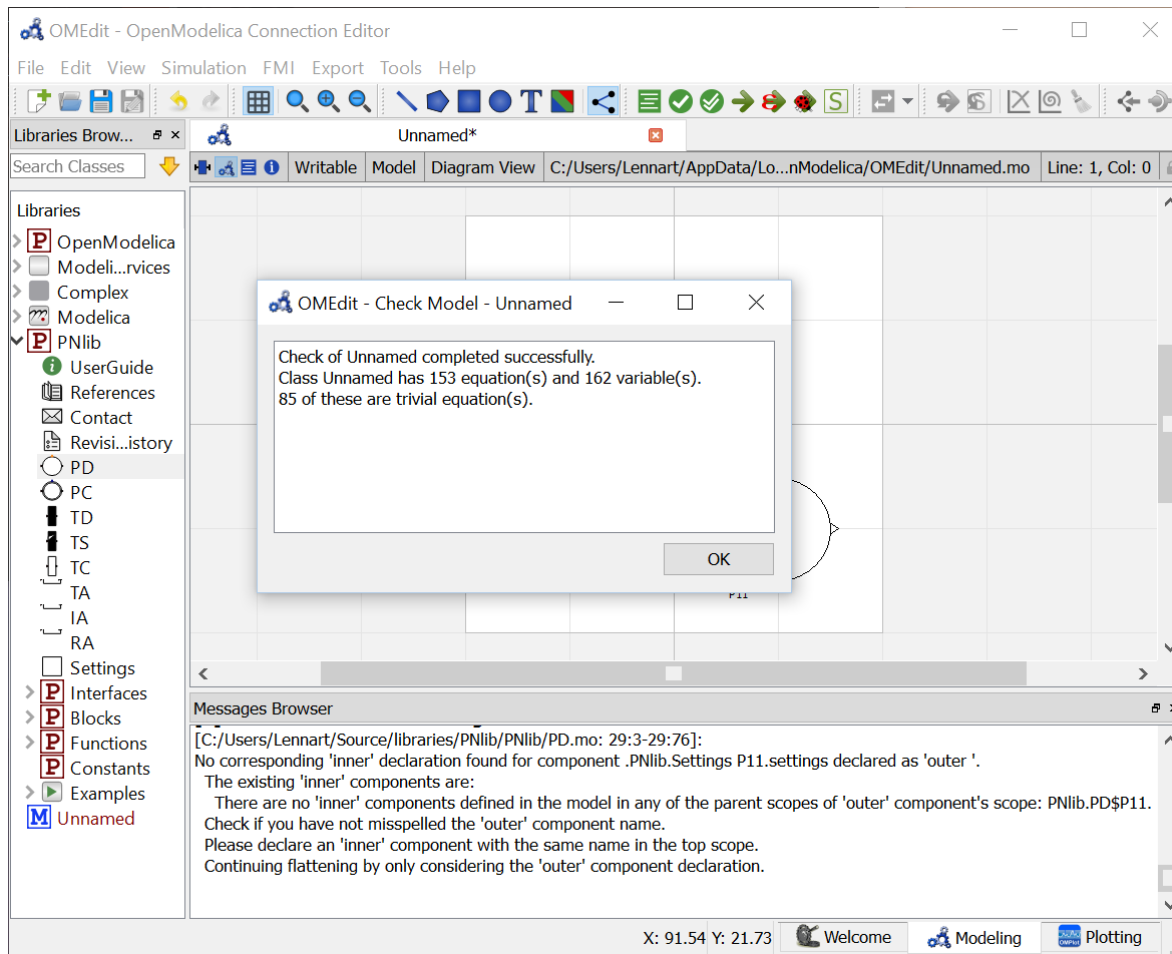 OMEdit - OpenModelica Connection Editor
File Edit View Simulation FMI Export Tools Help
T
S
Libraries Brow...
Unnamed*
Search Classes
Writable Model Diagram View C:/Users/Lennart/AppData/Lo...nModelica/OMEdit/Unnamed.mo Line: 1, Col: 0
Libraries
P OpenModelica
Modeli...rvices
Complex
Modelica
P PNlib
UserGuide
References
Contact
Revisi...istory
PD
PC
TD
TS
TC
TA
IA
RA
Settings
P Interfaces
P Blocks
P Functions
P Constants
Examples
M Unnamed
OMEdit - Check Model - Unnamed
Check of Unnamed completed successfully.
Class Unnamed has 153 equation(s) and 162 variable(s).
85 of these are trivial equation(s).
OK
P11
Messages Browser
[C:/Users/Lennart/Source/libraries/PNlib/PNlib/PD.mo: 29:3-29:76]:
No corresponding 'inner' declaration found for component .PNlib.Settings P11.settings declared as 'outer '.
The existing 'inner' components are:
There are no 'inner' components defined in the model in any of the parent scopes of 'outer' component's scope: PNlib.PD$P11.
Check if you have not misspelled the 'outer' component name.
Please declare an 'inner' component with the same name in the top scope.
Continuing flattening by only considering the 'outer' component declaration.
X: 91.54 Y: 21.73 Welcome Modeling Plotting